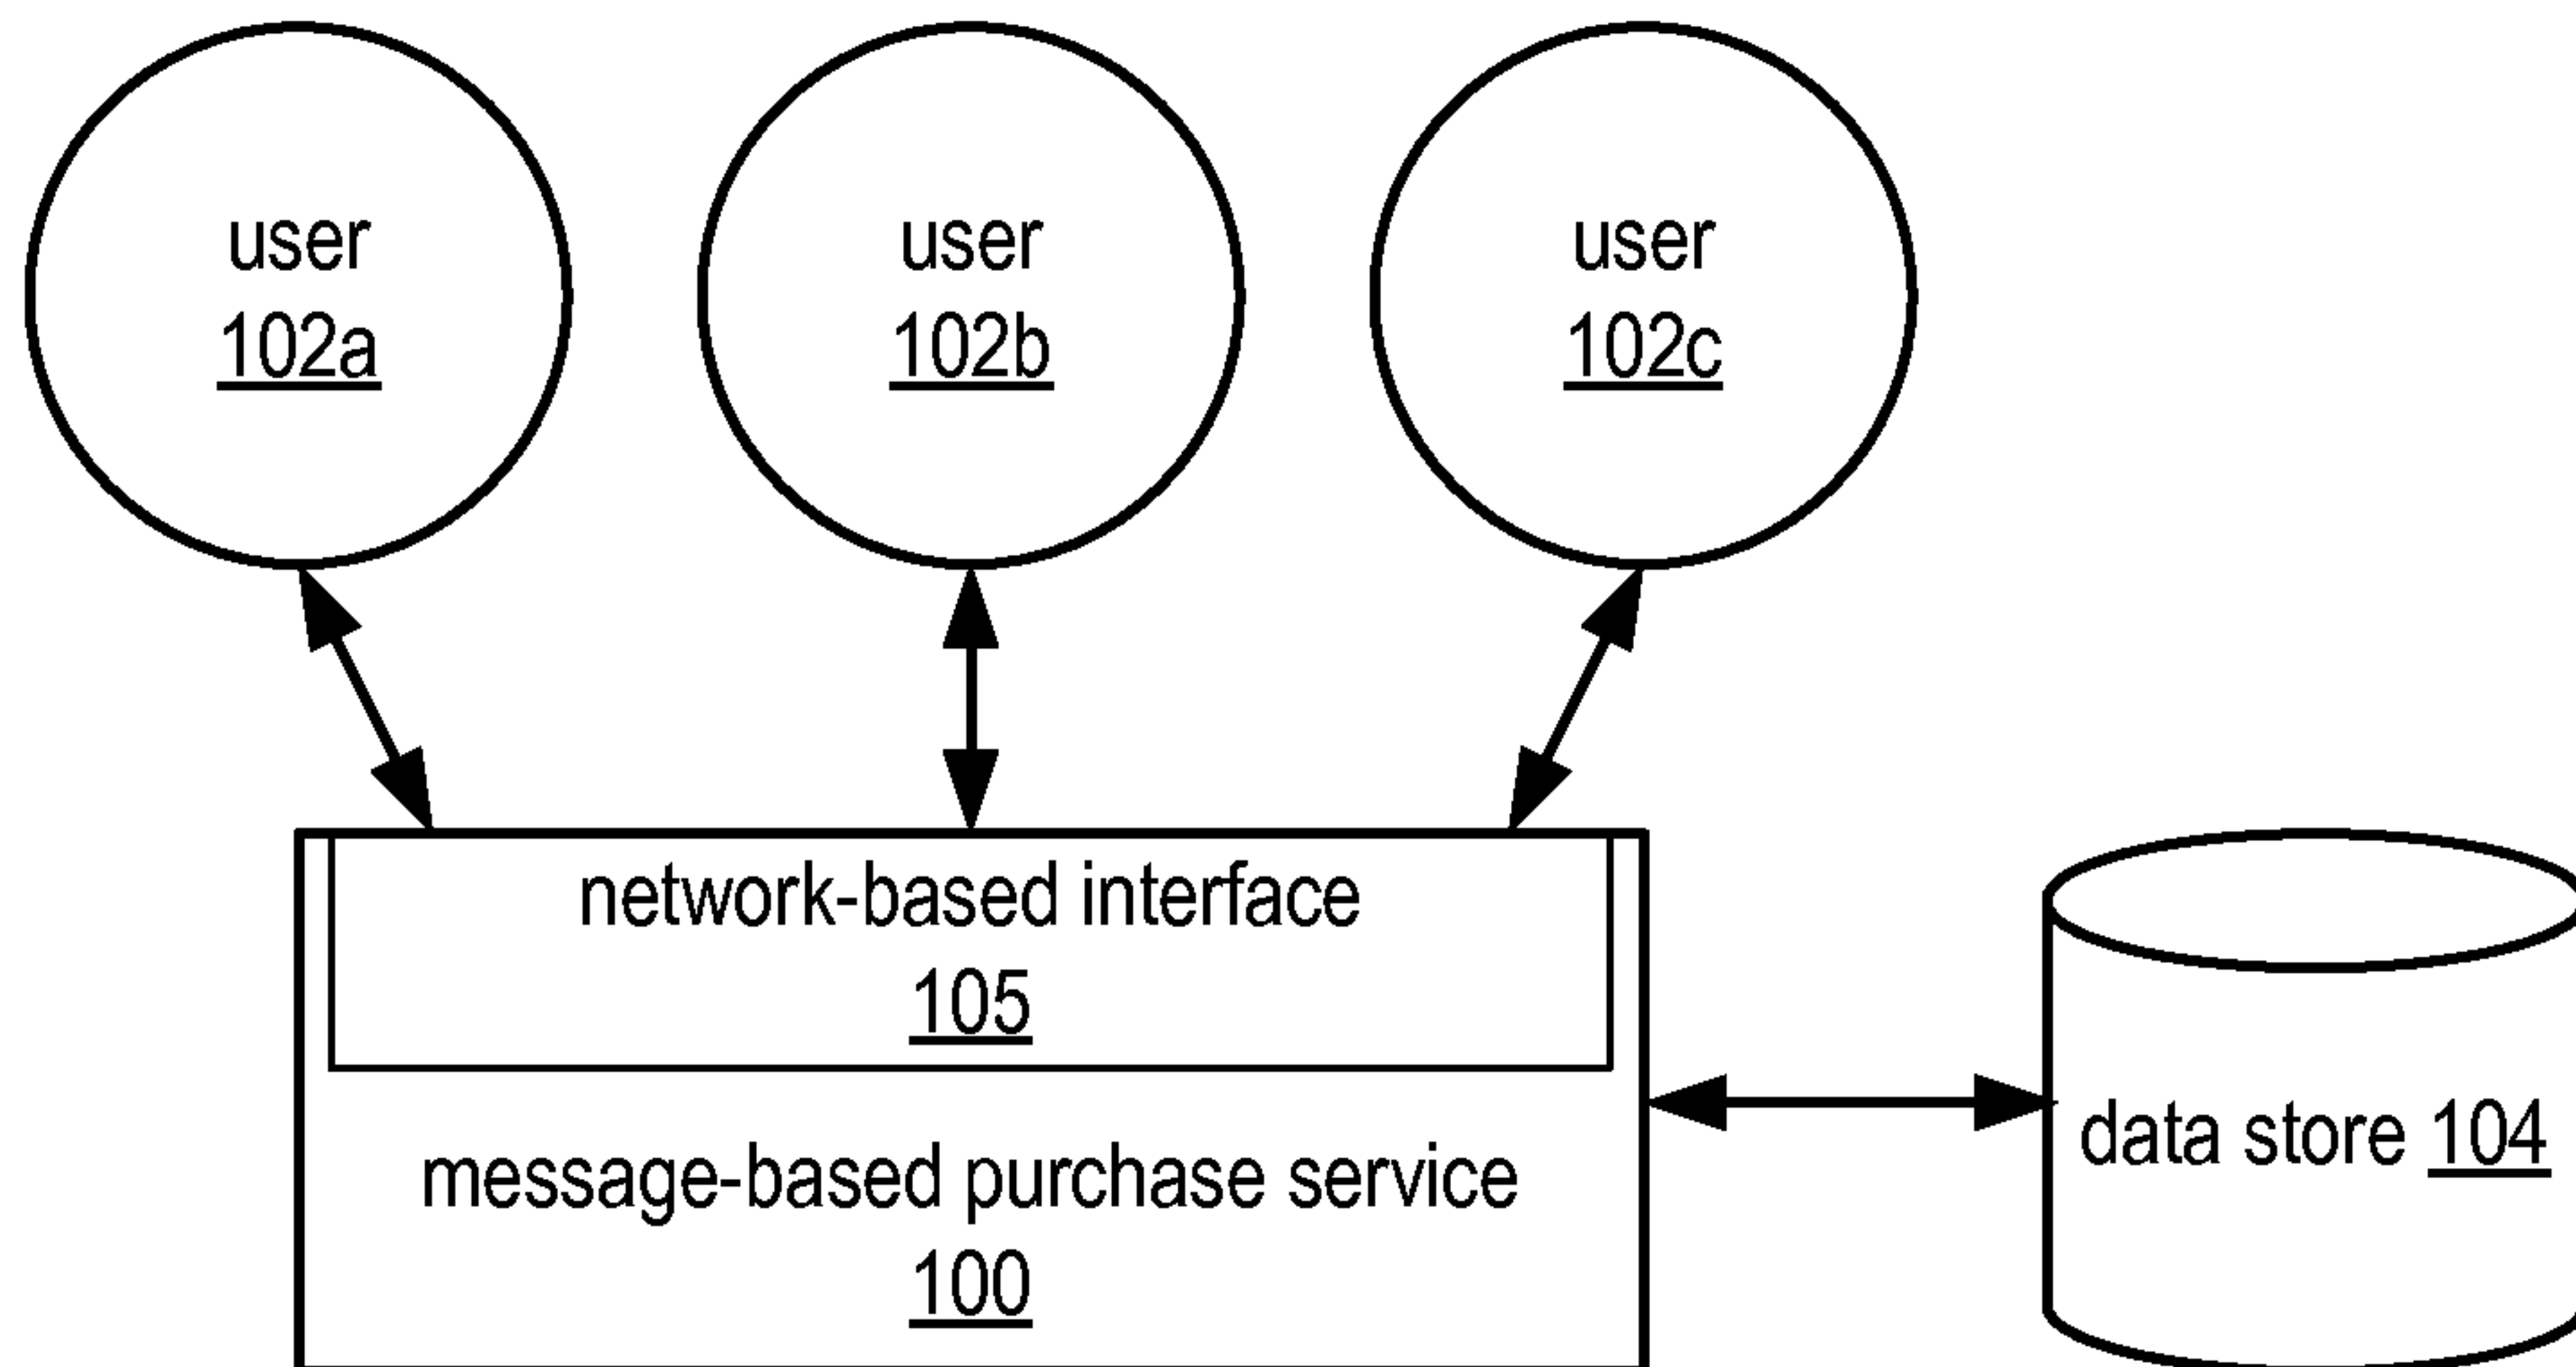 user
102a
user
102b
user
102c
network-based interface
105
message-based purchase service
100
data store 104